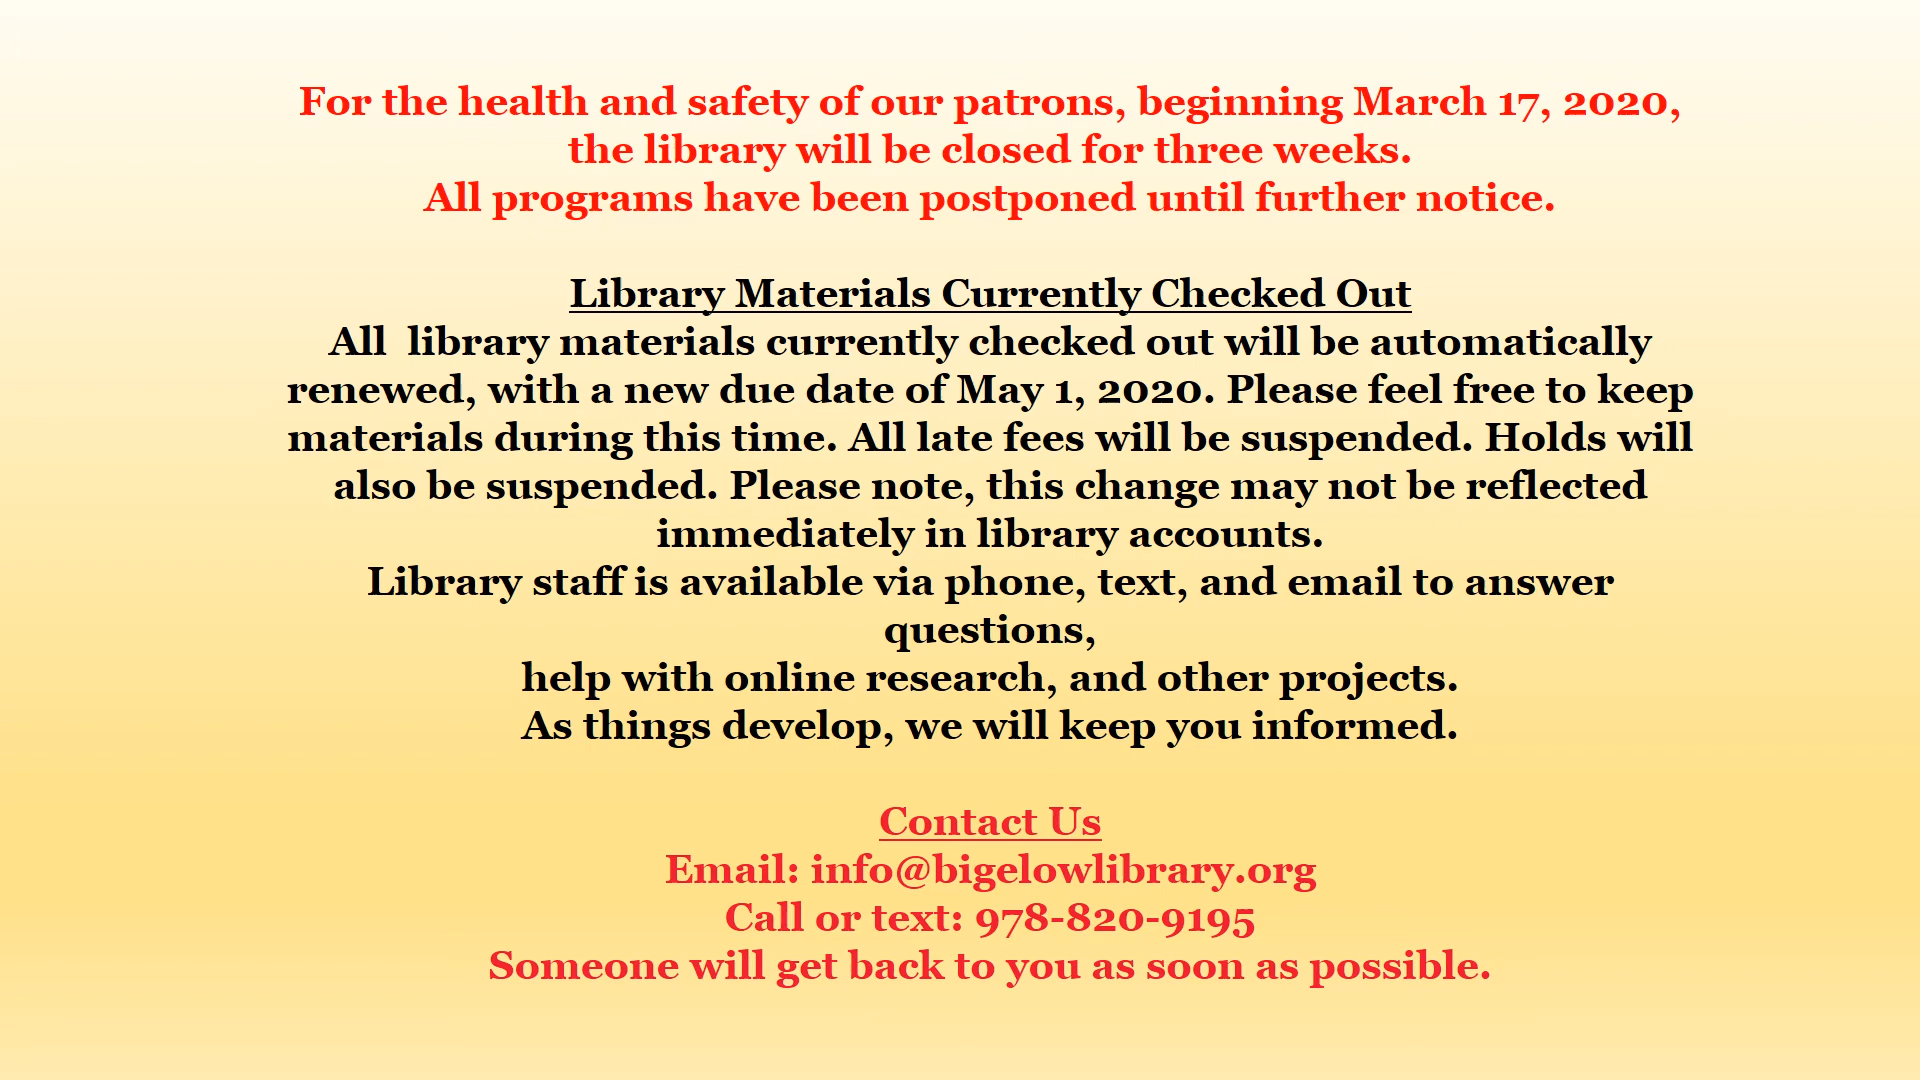 For the health and safety of our patrons, beginning March 17, 2020,
the library will be closed for three weeks.
All programs have been postponed until further notice.
Library Materials Currently Checked Out
All  library materials currently checked out will be automatically
renewed, with a new due date of May 1, 2020. Please feel free to keep
materials during this time. All late fees will be suspended. Holds will
also be suspended. Please note, this change may not be reflected
immediately in library accounts.
Library staff is available via phone, text, and email to answer
questions,
help with online research, and other projects.
As things develop, we will keep you informed.
Contact Us
Email: info@bigelowlibrary.org
Call or text: 978-820-9195
Someone will get back to you as soon as possible.